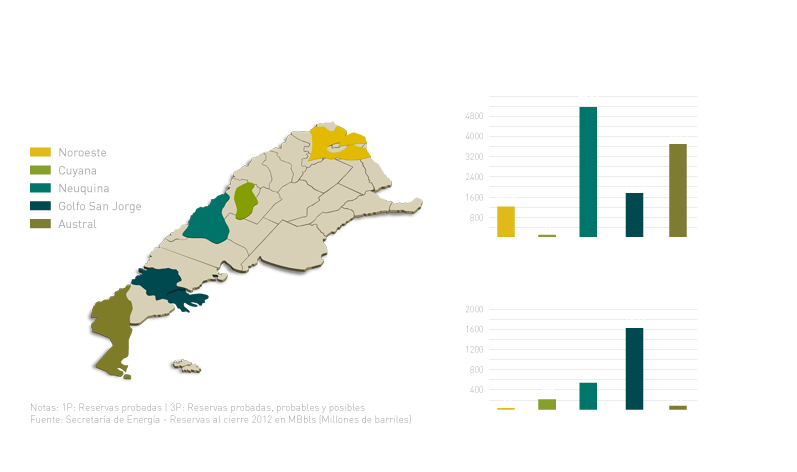 Noroeste
Cuyana
Neuquina
Golfo San Jorge
Austral
4800
4000
3200
2400
1600
800
2000
1600
1200
800
400
Notas: 1P: Reservas probadas | 3P: Reservas probadas, probables y posibles
Fuente: Secretaría de Energía - Reservas al cierre 2012 en MBbls (Millones de barriles)